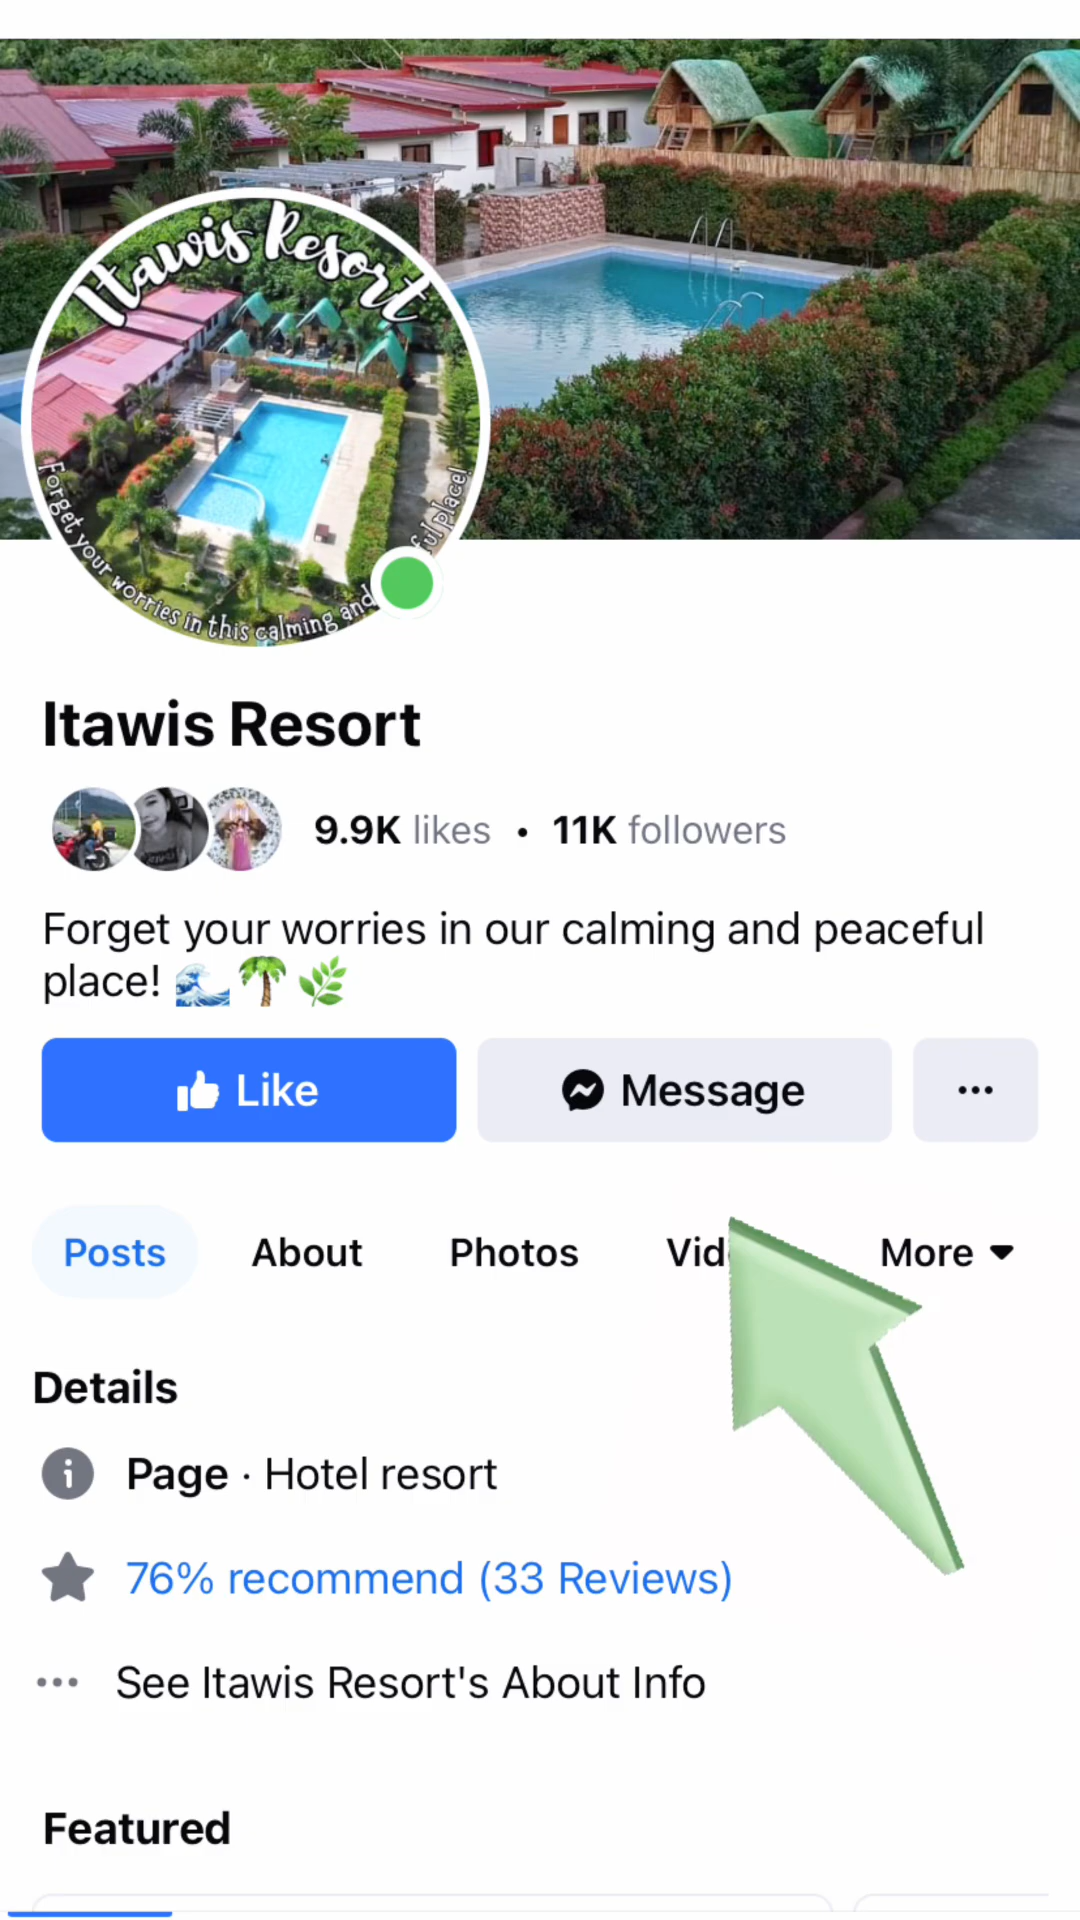 Itawis Resort
Forget your worries in this calming and
ful place!
Itawis Resort
9.9K likes • 11K followers
Forget your worries in our calming and peaceful
place! 🌊🌴🌿
Like
Message
Posts
About
Photos
More
Details
Page · Hotel resort
76% recommend (33 Reviews)
See Itawis Resort's About Info
Featured